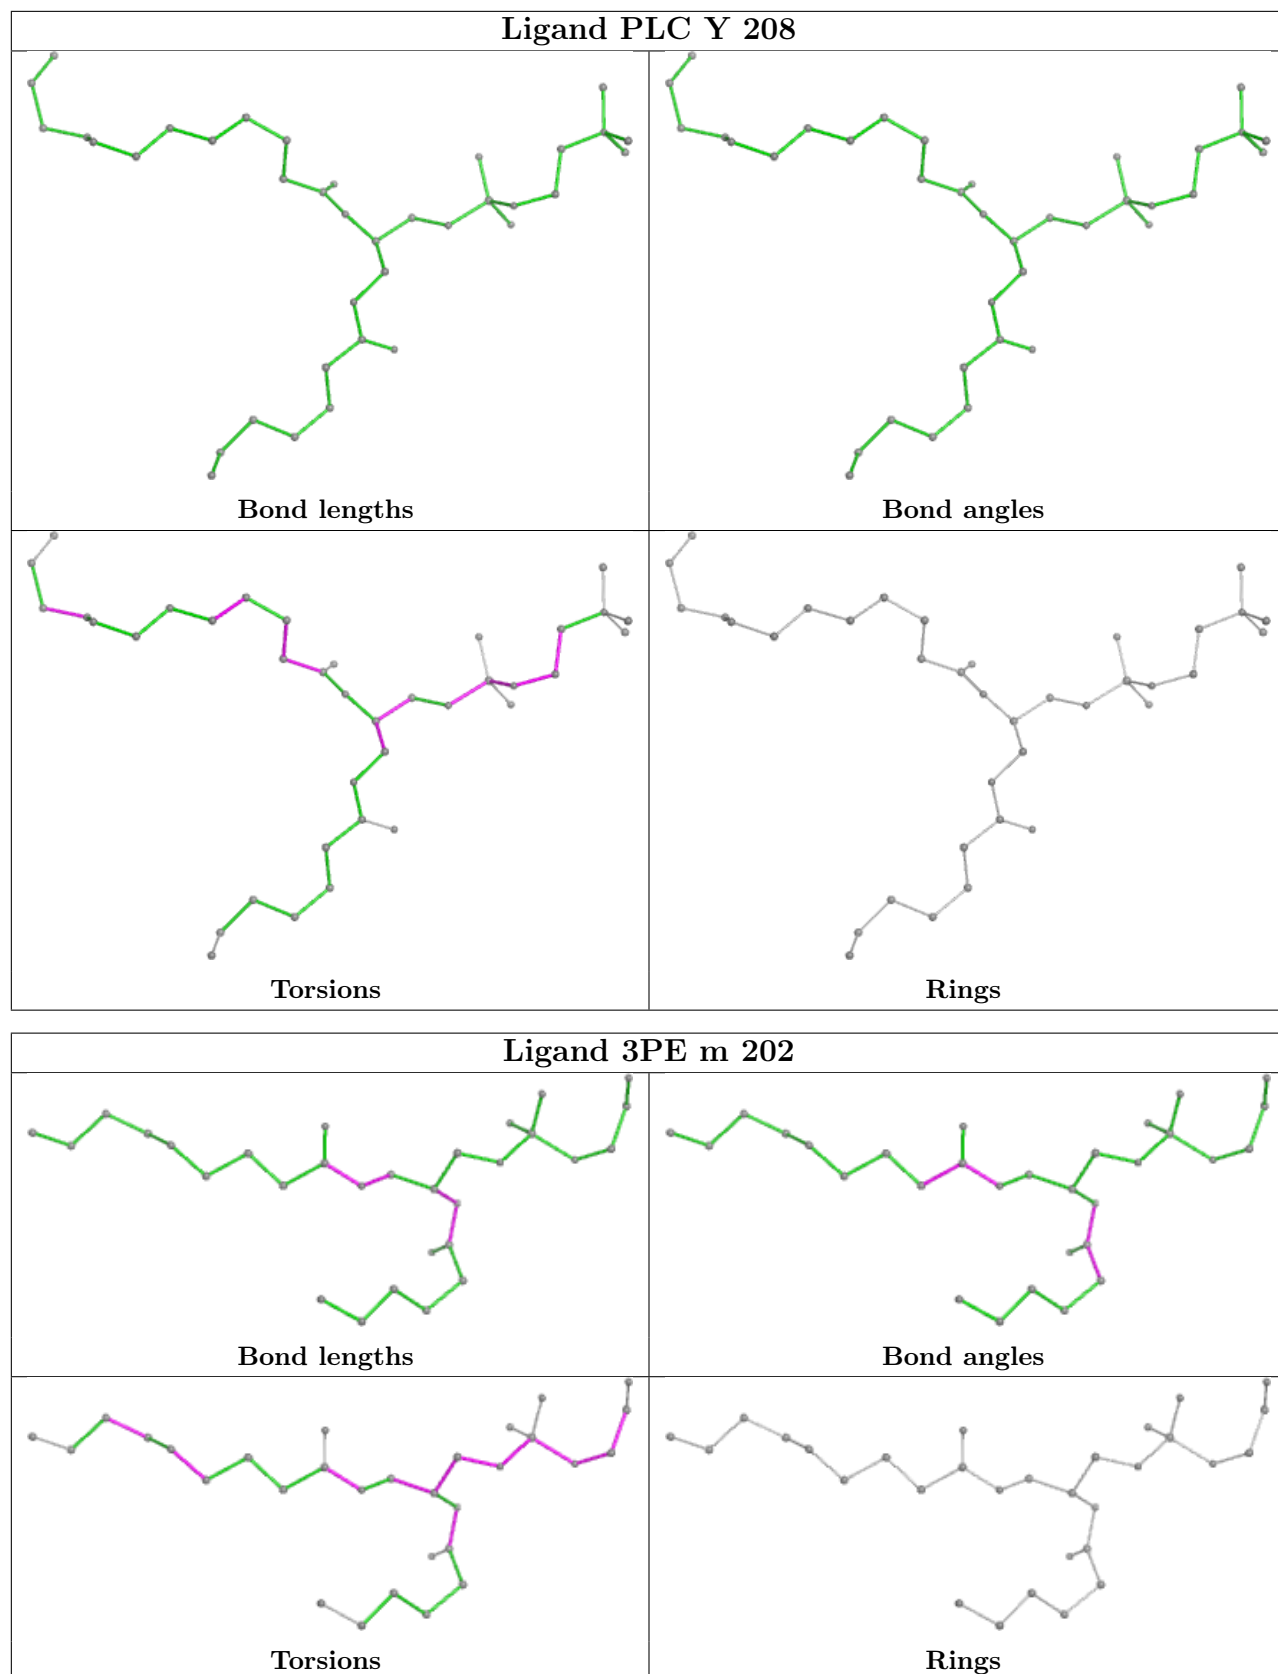 Ligand PLC Y 208
Bond lengths
Bond angles
Torsions
Rings
Ligand 3PE m 202
Bond lengths
Bond angles
Torsions
Rings